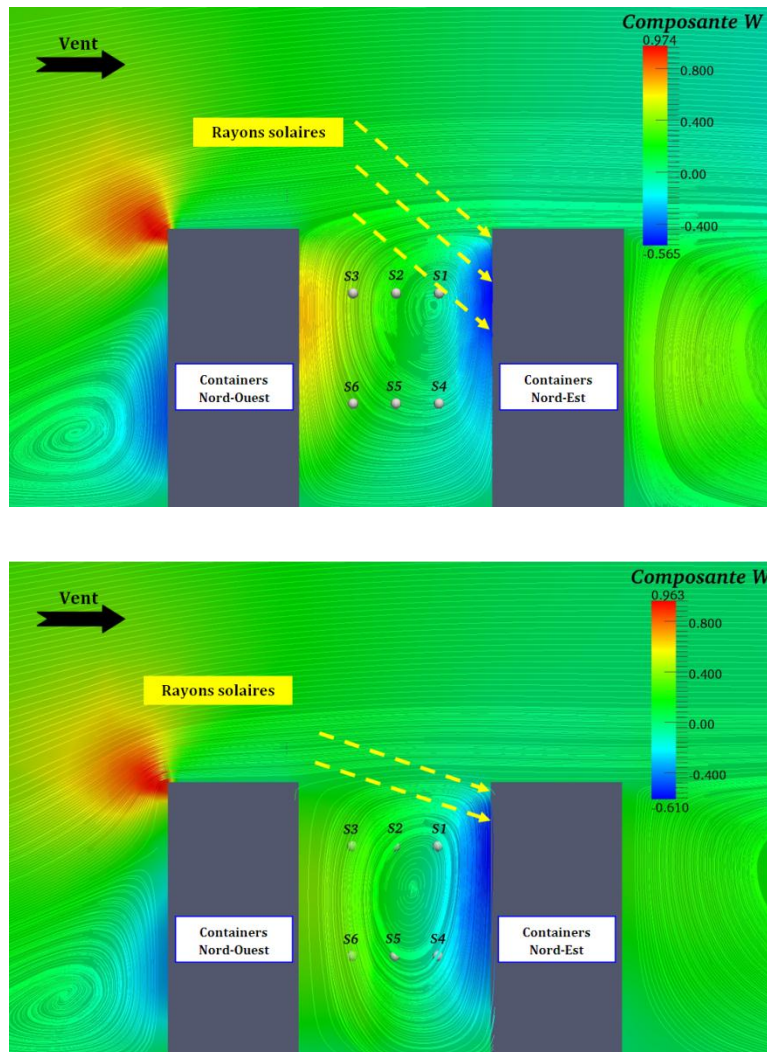 Composante W
Vent
0.974
0.800
Rayons solaires
0.400
0.00
-0.400
-0.565
S3 S2 S1
Containers
Nord-Ouest
Containers
Nord-Est
S6 S5 S4
Composante W
Vent
0.963
0.800
0.400
Rayons solaires
0.00
-0.400
-0.610
S3 S2 S1
Containers
Nord-Ouest
Containers
Nord-Est
S6 S5 S4